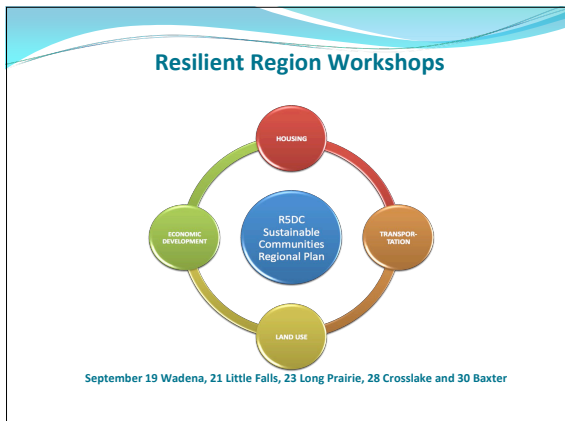 Resilient Region Workshops
HOUSING
R5DC
Sustainable
Communities
Regional Plan
ECONOMIC
DEVELOPMENT
TRANSPOR-
TATION
LAND USE
September 19 Wadena, 21 Little Falls, 23 Long Prairie, 28 Crosslake and 30 Baxter